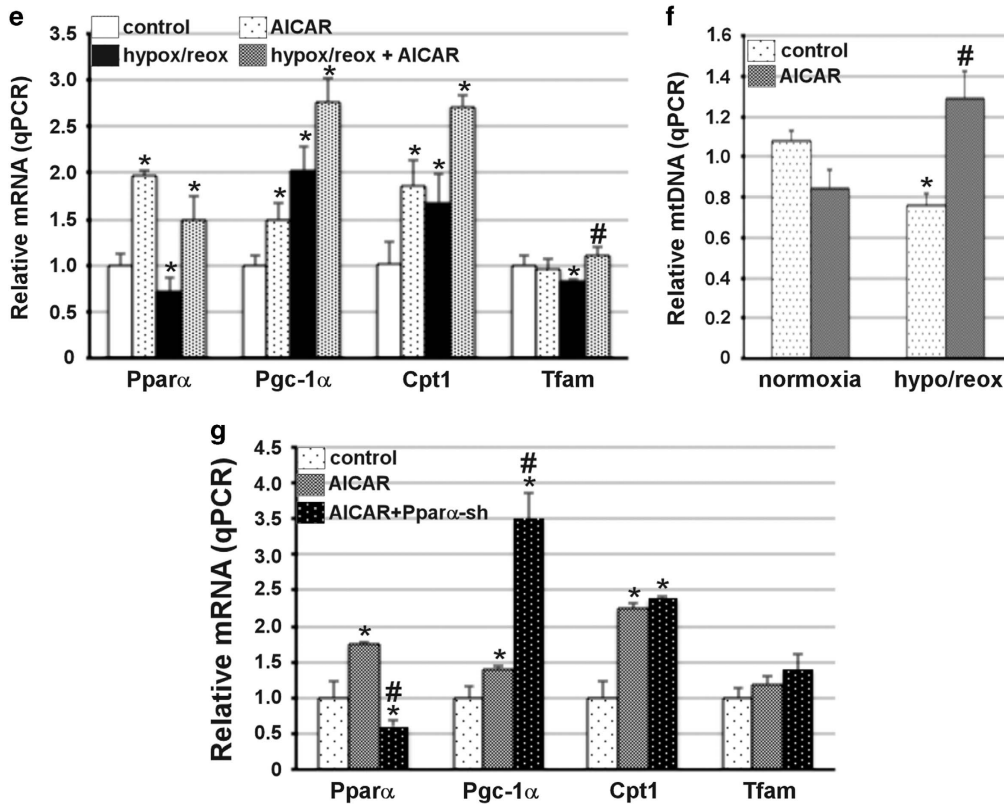 e
Relative mRNA (qPCR)
3.5
3.0
2.5
2.0
1.5
1.0
0.5
0
control
AICAR
hypox/reox
hypox/reox + AICAR
* * * * * * * * * * * #
Pparα Pgc-1α Cpt1 Tfam
f
Relative mtDNA (qPCR)
1.6
1.4
1.2
1.0
0.8
0.6
0.4
0.2
0
control
AICAR
* #
normoxia hypo/reox
g
Relative mRNA (qPCR)
4.5
4.0
3.5
3.0
2.5
2.0
1.5
1.0
0.5
0
control
AICAR
AICAR+Pparα-sh
* # * * # * * *
Pparα Pgc-1α Cpt1 Tfam